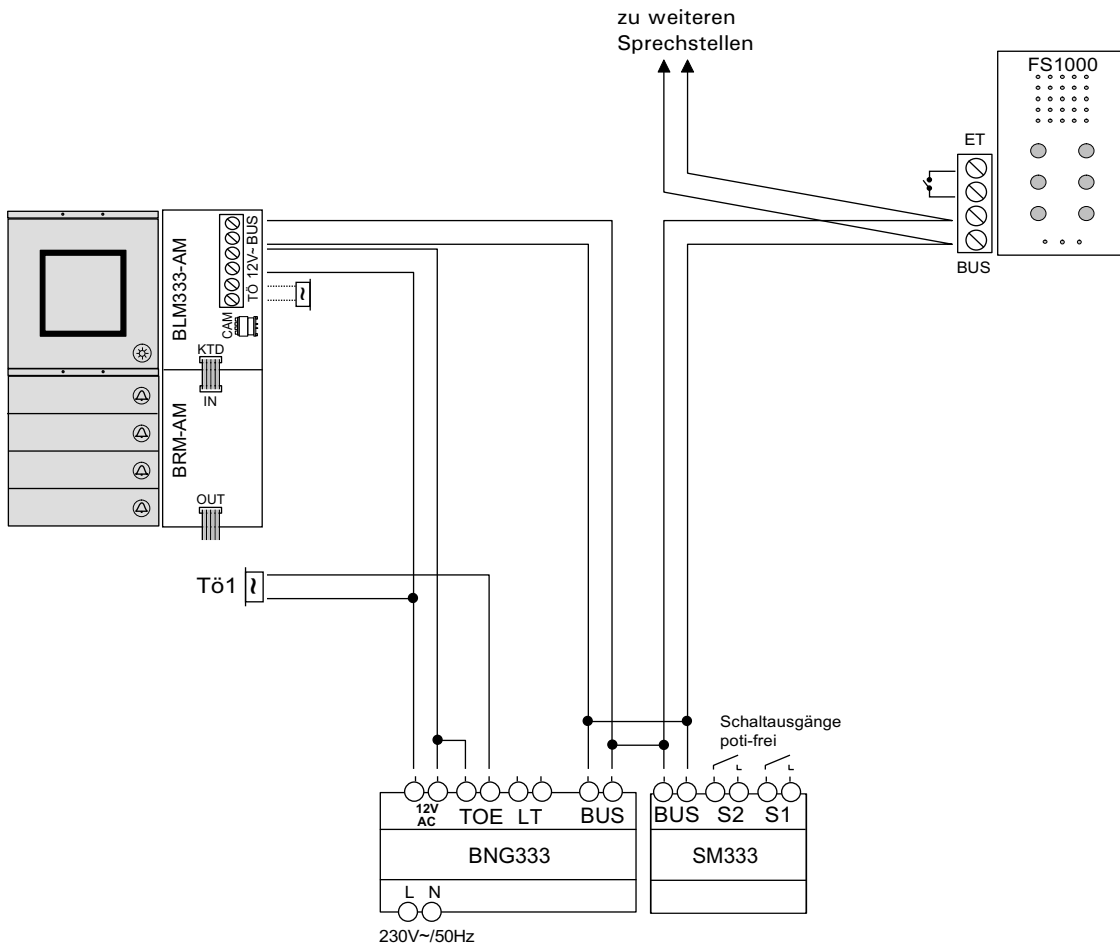 zu weiteren
Sprechstellen
FS1000
ET
BUS
BLM333-AM
BUS
12V~
TÖ
~
CAM
KTD
IN
BRM-AM
OUT
Tö1
~
Schaltausgänge
poti-frei
12V
AC
TOE
LT
BUS
BUS
S2
S1
BNG333
SM333
L
N
230V~/50Hz